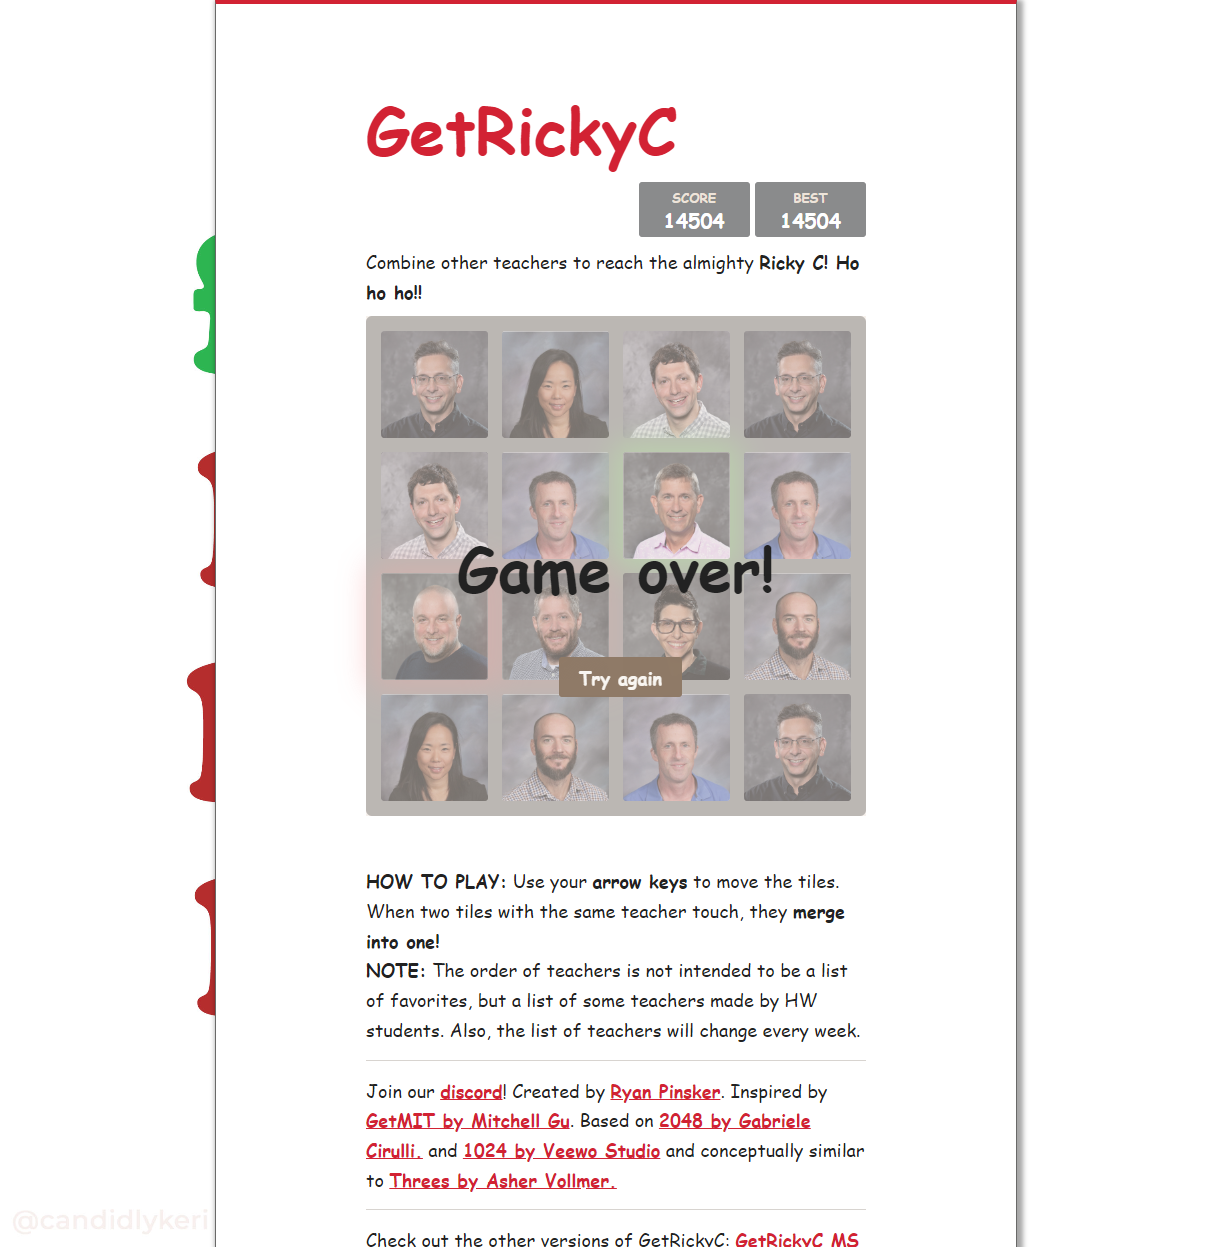 GetRickyC
SCORE BEST
14504 14504
Combine other teachers to reach the almighty Ricky C! Ho
ho ho!!
Game over!
Try again
HOW TO PLAY: Use your arrow keys to move the tiles.
When two tiles with the same teacher touch, they merge
into one!
NOTE: The order of teachers is not intended to be a list
of favorites, but a list of some teachers made by HW
students. Also, the list of teachers will change every week.
Join our discord! Created by Ryan Pinsker. Inspired by
GetMIT by Mitchell Gu. Based on 2048 by Gabriele
Cirulli. and 1024 by Veewo Studio and conceptually similar
to Threes by Asher Vollmer.
@candidlykeri
Check out the other versions of GetRickyC: GetRickyC MS